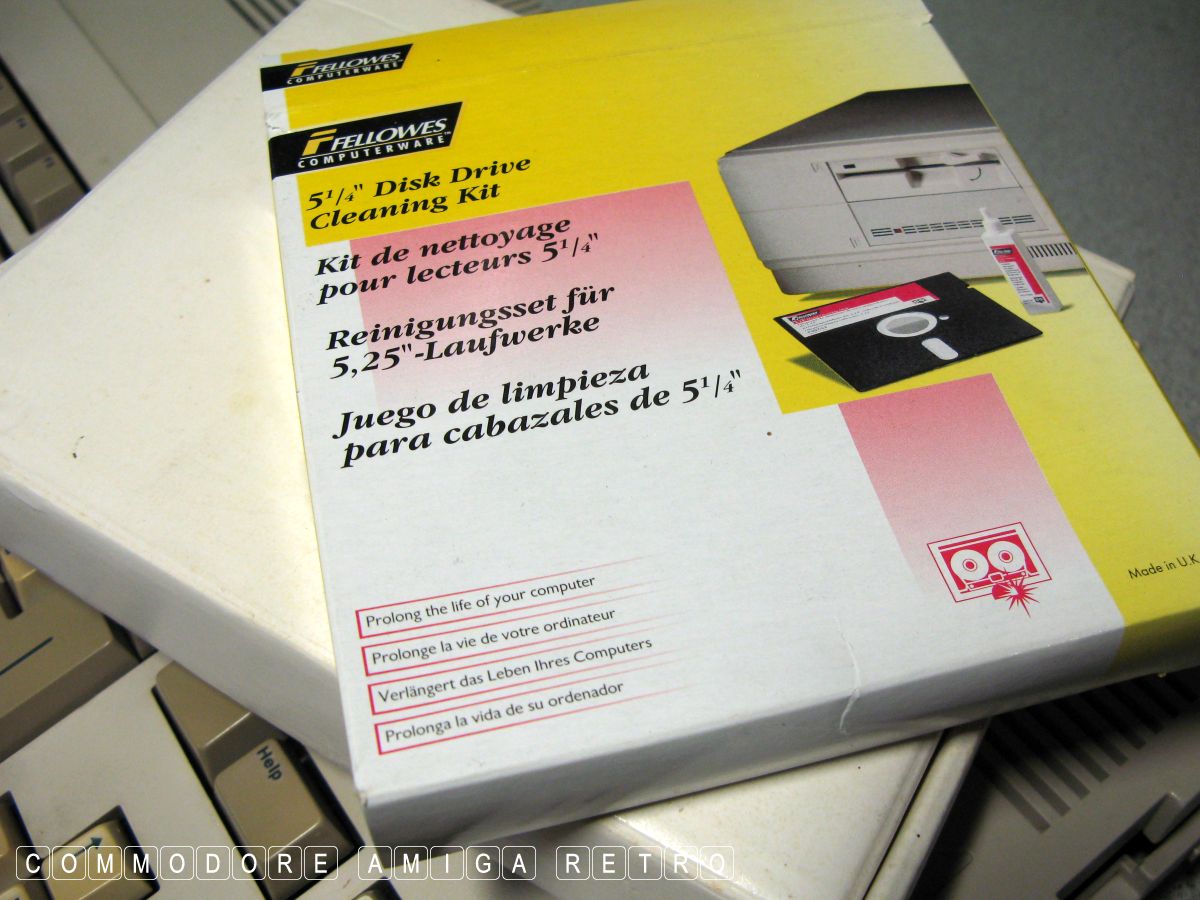 FELLOWES
COMPUTERWARE
FELLOWES™
COMPUTERWARE
5¹/₄" Disk Drive
Cleaning Kit
Kit de nettoyage
pour lecteurs 5¹/₄"
Reinigungsset für
5,25"-Laufwerke
Juego de limpieza
para cabazales de 5¹/₄"
Prolong the life of your computer
Prolonge la vie de votre ordinateur
Verlängert das Leben Ihres Computers
Prolonga la vida de su ordenador
Made in U.K.
Help
COMMODORE AMIGA RETRO